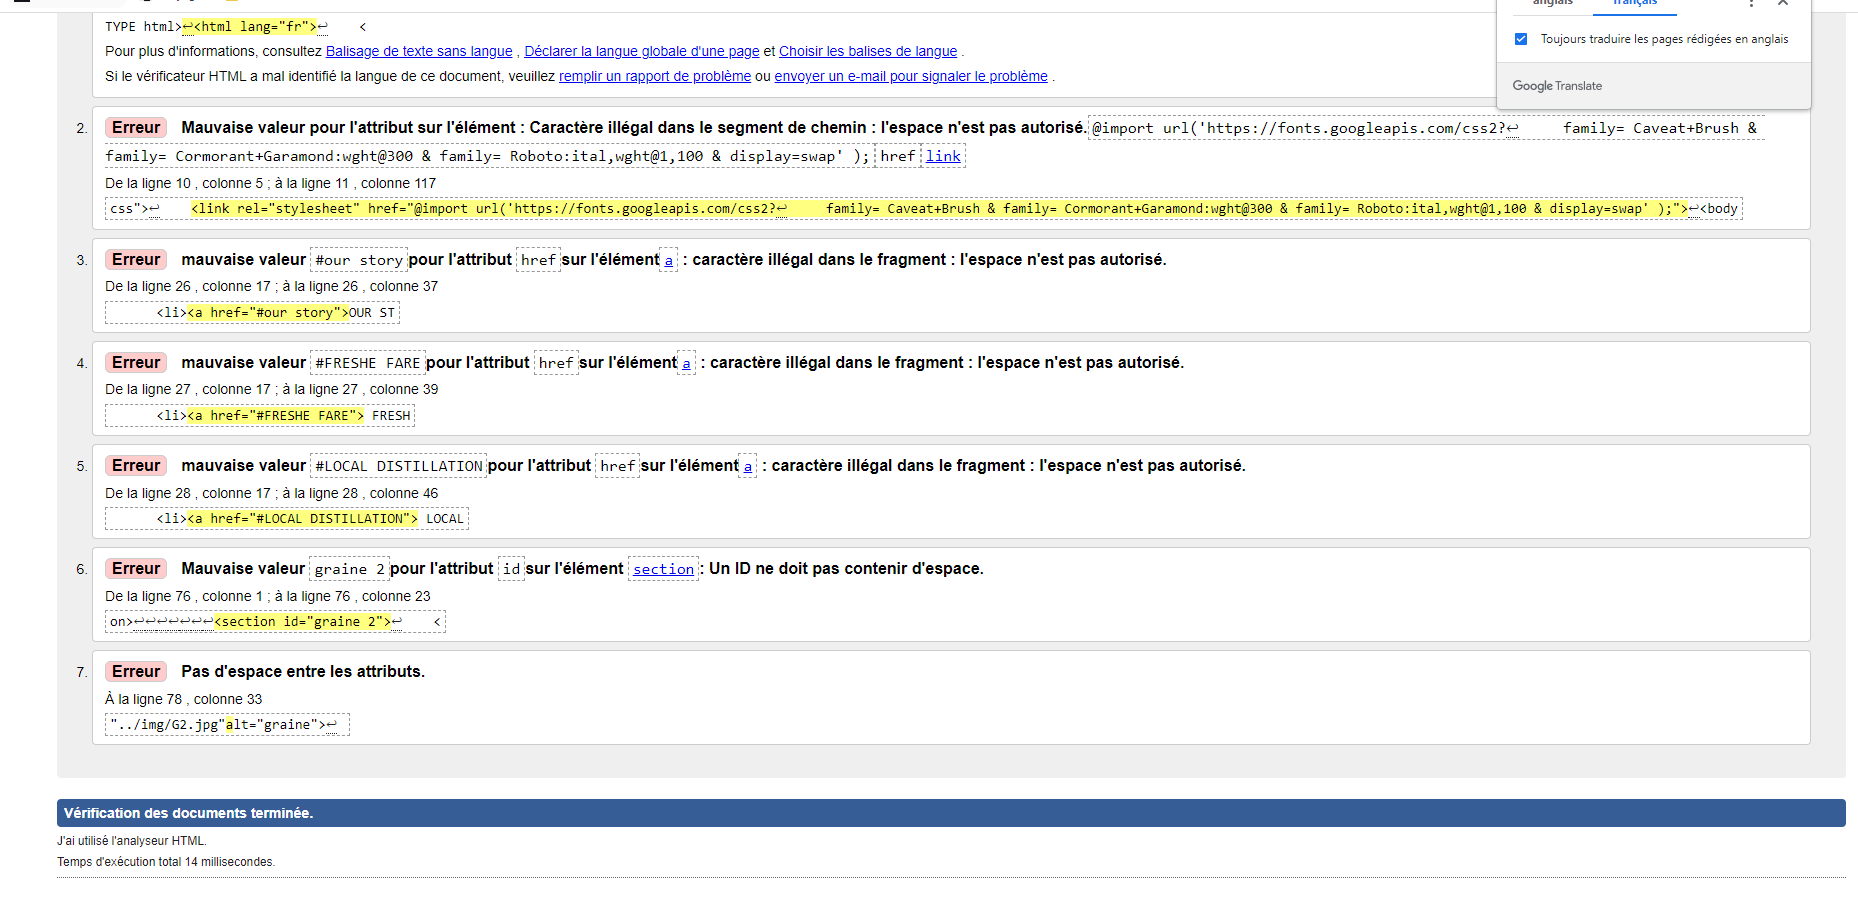 anglais français
Toujours traduire les pages rédigées en anglais
Google Translate
TYPE html>↩<html lang="fr">↩    <
Pour plus d'informations, consultez Balisage de texte sans langue , Déclarer la langue globale d'une page et Choisir les balises de langue .
Si le vérificateur HTML a mal identifié la langue de ce document, veuillez remplir un rapport de problème ou envoyer un e-mail pour signaler le problème .
2. Erreur Mauvaise valeur pour l'attribut sur l'élément : Caractère illégal dans le segment de chemin : l'espace n'est pas autorisé. @import url('https://fonts.googleapis.com/css2?↩     family= Caveat+Brush &
family= Cormorant+Garamond:wght@300 & family= Roboto:ital,wght@1,100 & display=swap' ); href link
De la ligne 10 , colonne 5 ; à la ligne 11 , colonne 117
css">↩    <link rel="stylesheet" href="@import url('https://fonts.googleapis.com/css2?↩     family= Caveat+Brush & family= Cormorant+Garamond:wght@300 & family= Roboto:ital,wght@1,100 & display=swap' );">↩<body
3. Erreur mauvaise valeur #our story pour l'attribut href sur l'élément a : caractère illégal dans le fragment : l'espace n'est pas autorisé.
De la ligne 26 , colonne 17 ; à la ligne 26 , colonne 37
<li><a href="#our story">OUR ST
4. Erreur mauvaise valeur #FRESHE FARE pour l'attribut href sur l'élément a : caractère illégal dans le fragment : l'espace n'est pas autorisé.
De la ligne 27 , colonne 17 ; à la ligne 27 , colonne 39
<li><a href="#FRESHE FARE"> FRESH
5. Erreur mauvaise valeur #LOCAL DISTILLATION pour l'attribut href sur l'élément a : caractère illégal dans le fragment : l'espace n'est pas autorisé.
De la ligne 28 , colonne 17 ; à la ligne 28 , colonne 46
<li><a href="#LOCAL DISTILLATION"> LOCAL
6. Erreur Mauvaise valeur graine 2 pour l'attribut id sur l'élément section : Un ID ne doit pas contenir d'espace.
De la ligne 76 , colonne 1 ; à la ligne 76 , colonne 23
on>↩↩↩↩↩↩↩<section id="graine 2">↩    <
7. Erreur Pas d'espace entre les attributs.
À la ligne 78 , colonne 33
"../img/G2.jpg"alt="graine">↩
Vérification des documents terminée.
J'ai utilisé l'analyseur HTML.
Temps d'exécution total 14 millisecondes.